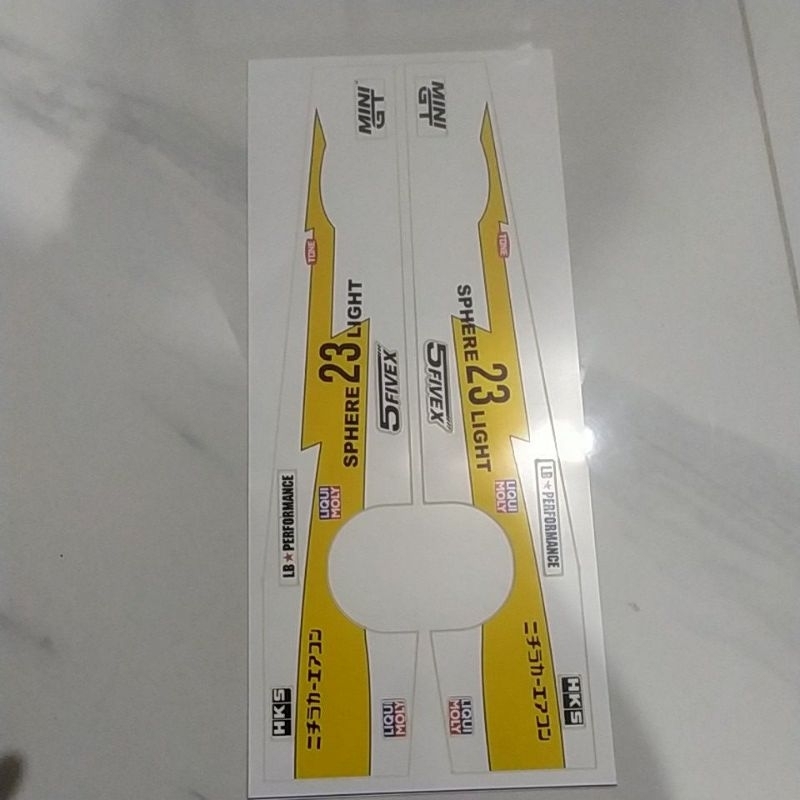 MINI
GT
TONE
SPHERE LIGHT
23
5FIVEX
LIQUI
MOLY
LB★PERFORMANCE
ニチラカーエアコン
HKS
LIQUI
MOLY
MINI
GT
TONE
SPHERE LIGHT
23
5FIVEX
LIQUI
MOLY
LB★PERFORMANCE
ニチラカーエアコン
HKS
LIQUI
MOLY